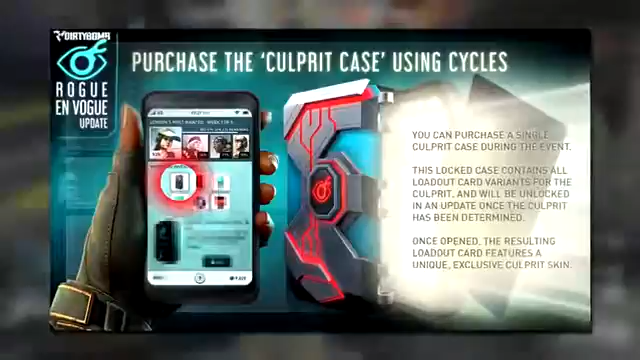 DIRTYBOMB
ROGUE
EN VOGUE
UPDATE
PURCHASE THE ‘CULPRIT CASE’ USING CYCLES
YOU CAN PURCHASE A SINGLE
CULPRIT CASE DURING THE EVENT.
THIS LOCKED CASE CONTAINS ALL
LOADOUT CARD VARIANTS FOR THE
CULPRIT, AND WILL BE UNLOCKED
IN AN UPDATE ONCE THE CULPRIT
HAS BEEN DETERMINED.
ONCE OPENED, THE RESULTING
LOADOUT CARD FEATURES A
UNIQUE, EXCLUSIVE CULPRIT SKIN.